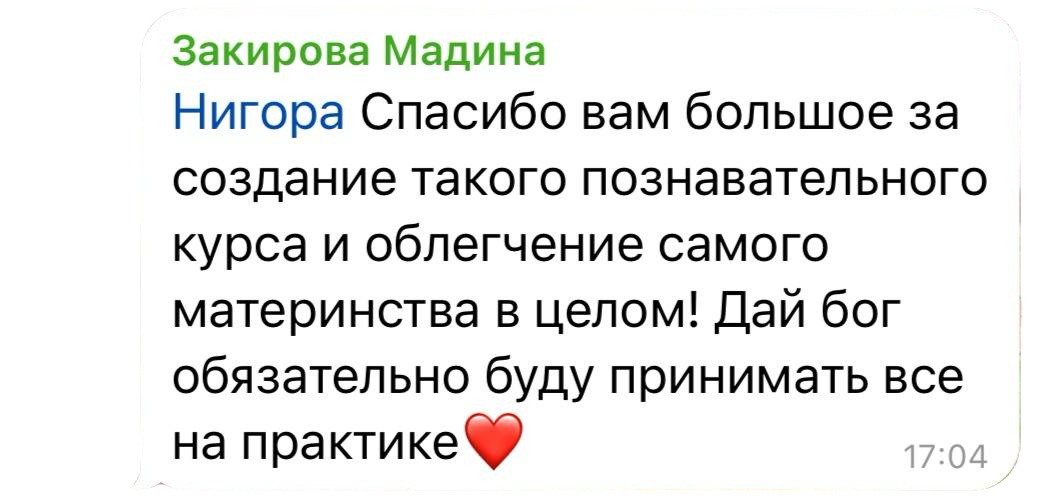 Закирова Мадина
Нигора Спасибо вам большое за
создание такого познавательного
курса и облегчение самого
материнства в целом! Дай бог
обязательно буду принимать все
на практике❤️
17:04